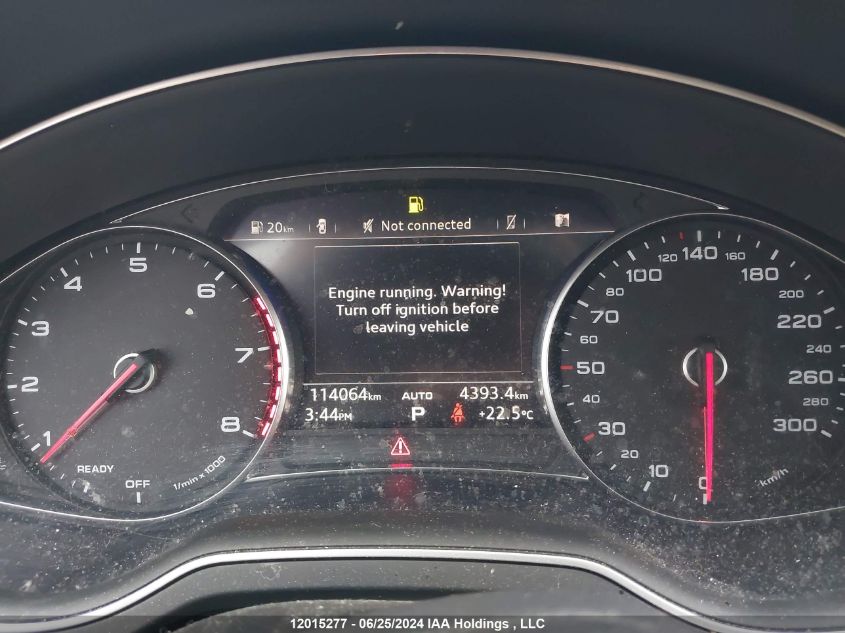 20km
Not connected
Engine running. Warning!
Turn off ignition before
leaving vehicle
114064km AUTO 4393.4km
3:44PM P +22.5°C
1 2 3 4 5 6 7 8
READY
OFF
1/min x 1000
0 10 20 30 30 50 60 70 80 100 120 140 160 180 200 220 240 260 280 300
km/h
12015277 - 06/25/2024 IAA Holdings , LLC